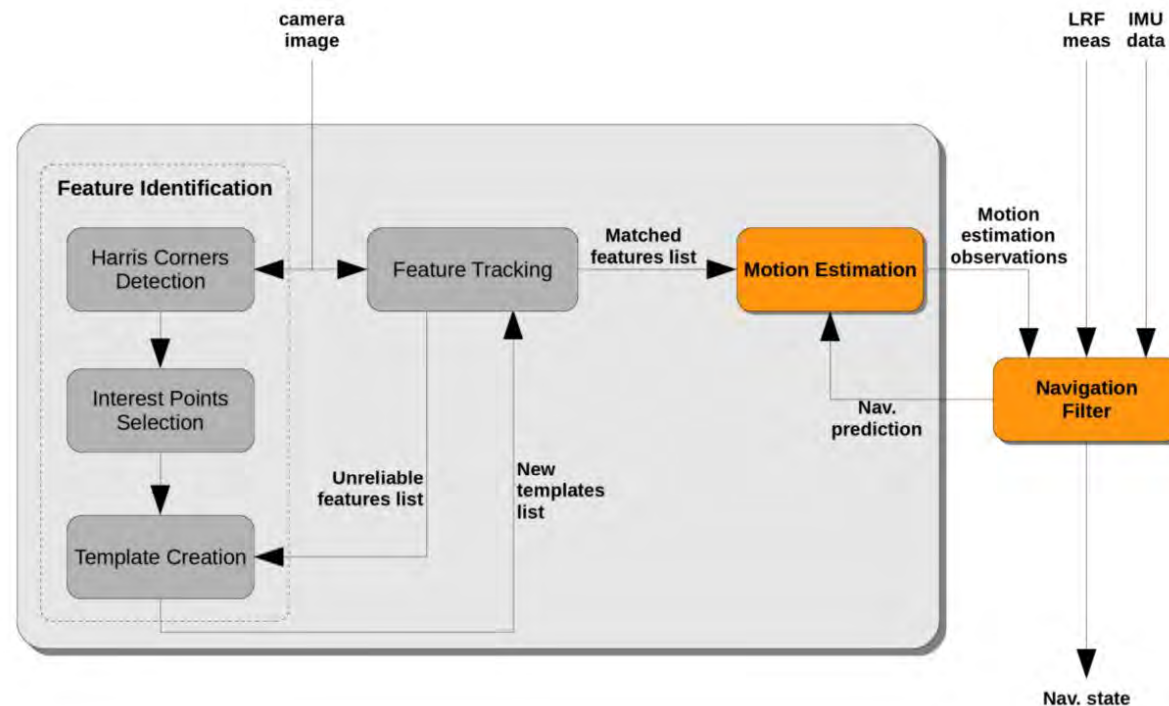 camera
image
LRF
meas
IMU
data
Feature Identification
Harris Corners
Detection
Feature Tracking
Matched
features list
Motion Estimation
Motion
estimation
observations
Interest Points
Selection
Nav.
prediction
Navigation
Filter
Unreliable
features list
New
templates
list
Template Creation
Nav. state